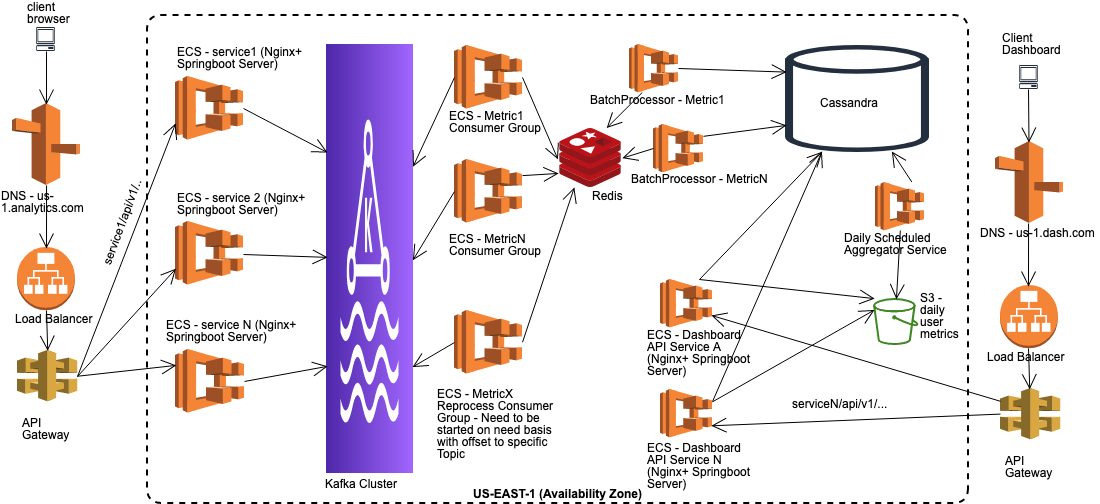 client
browser
DNS - us-
1.analytics.com
Load Balancer
API
Gateway
service1/api/v1/...
ECS - service1 (Nginx+
Springboot Server)
ECS - service 2 (Nginx+
Springboot Server)
ECS - service N (Nginx+
Springboot Server)
Kafka Cluster
ECS - Metric1
Consumer Group
ECS - MetricN
Consumer Group
ECS - MetricX
Reprocess Consumer
Group - Need to be
started on need basis
with offset to specific
Topic
Redis
BatchProcessor - Metric1
BatchProcessor - MetricN
Cassandra
Daily Scheduled
Aggregator Service
S3 -
daily
user
metrics
ECS - Dashboard
API Service A
(Nginx+ Springboot
Server)
ECS - Dashboard
API Service N
(Nginx+ Springboot
Server)
serviceN/api/v1/...
US-EAST-1 (Availability Zone)
Client
Dashboard
DNS - us-1.dash.com
Load Balancer
API
Gateway